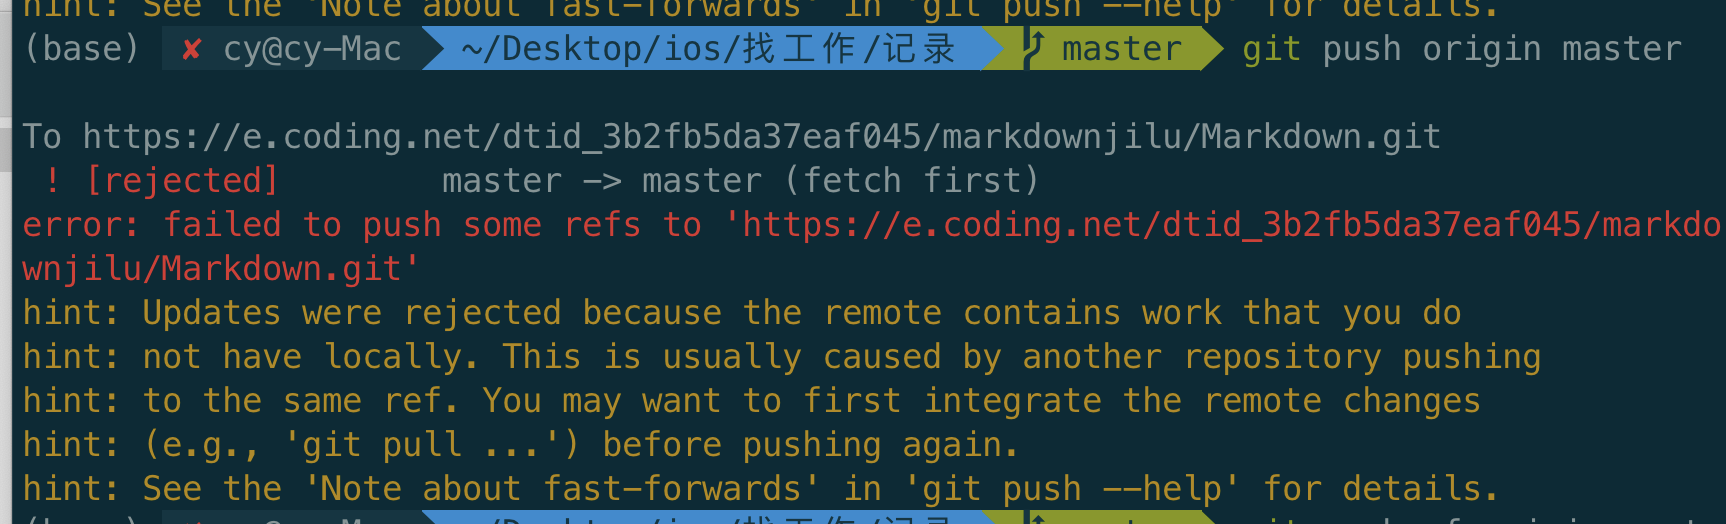 hint: See the 'Note about fast-forwards' in 'git push --help' for details.
(base) ✘ cy@cy-Mac ~/Desktop/ios/找工作/记录 master git push origin master
To https://e.coding.net/dtid_3b2fb5da37eaf045/markdownjilu/Markdown.git
! [rejected] master -> master (fetch first)
error: failed to push some refs to 'https://e.coding.net/dtid_3b2fb5da37eaf045/markdo
wnjilu/Markdown.git'
hint: Updates were rejected because the remote contains work that you do
hint: not have locally. This is usually caused by another repository pushing
hint: to the same ref. You may want to first integrate the remote changes
hint: (e.g., 'git pull ...') before pushing again.
hint: See the 'Note about fast-forwards' in 'git push --help' for details.